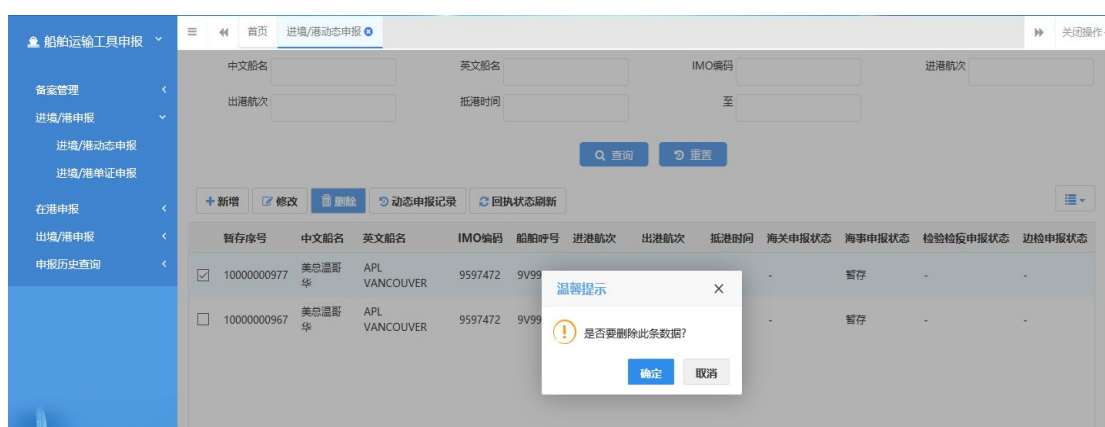 船舶运输工具申报
首页 进境/港动态申报
关闭操作
备案管理
进境/港申报
进境/港动态申报
进境/港单证申报
在港申报
出境/港申报
申报历史查询
中文船名 英文船名 IMO编码 进港航次
出港航次 抵港时间 至
查询 重置
新增 修改 删除 动态申报记录 回执状态刷新
暂存序号 中文船名 英文船名 IMO编码 船舶呼号 进港航次 出港航次 抵港时间 海关申报状态 海事申报状态 检验检疫申报状态 边检申报状态
10000000977 美总温哥华 APL VANCOUVER 9597472 9V99 - 暂存 - -
10000000967 美总温哥华 APL VANCOUVER 9597472 9V99 - 暂存 - -
温馨提示
是否要删除此条数据?
确定 取消